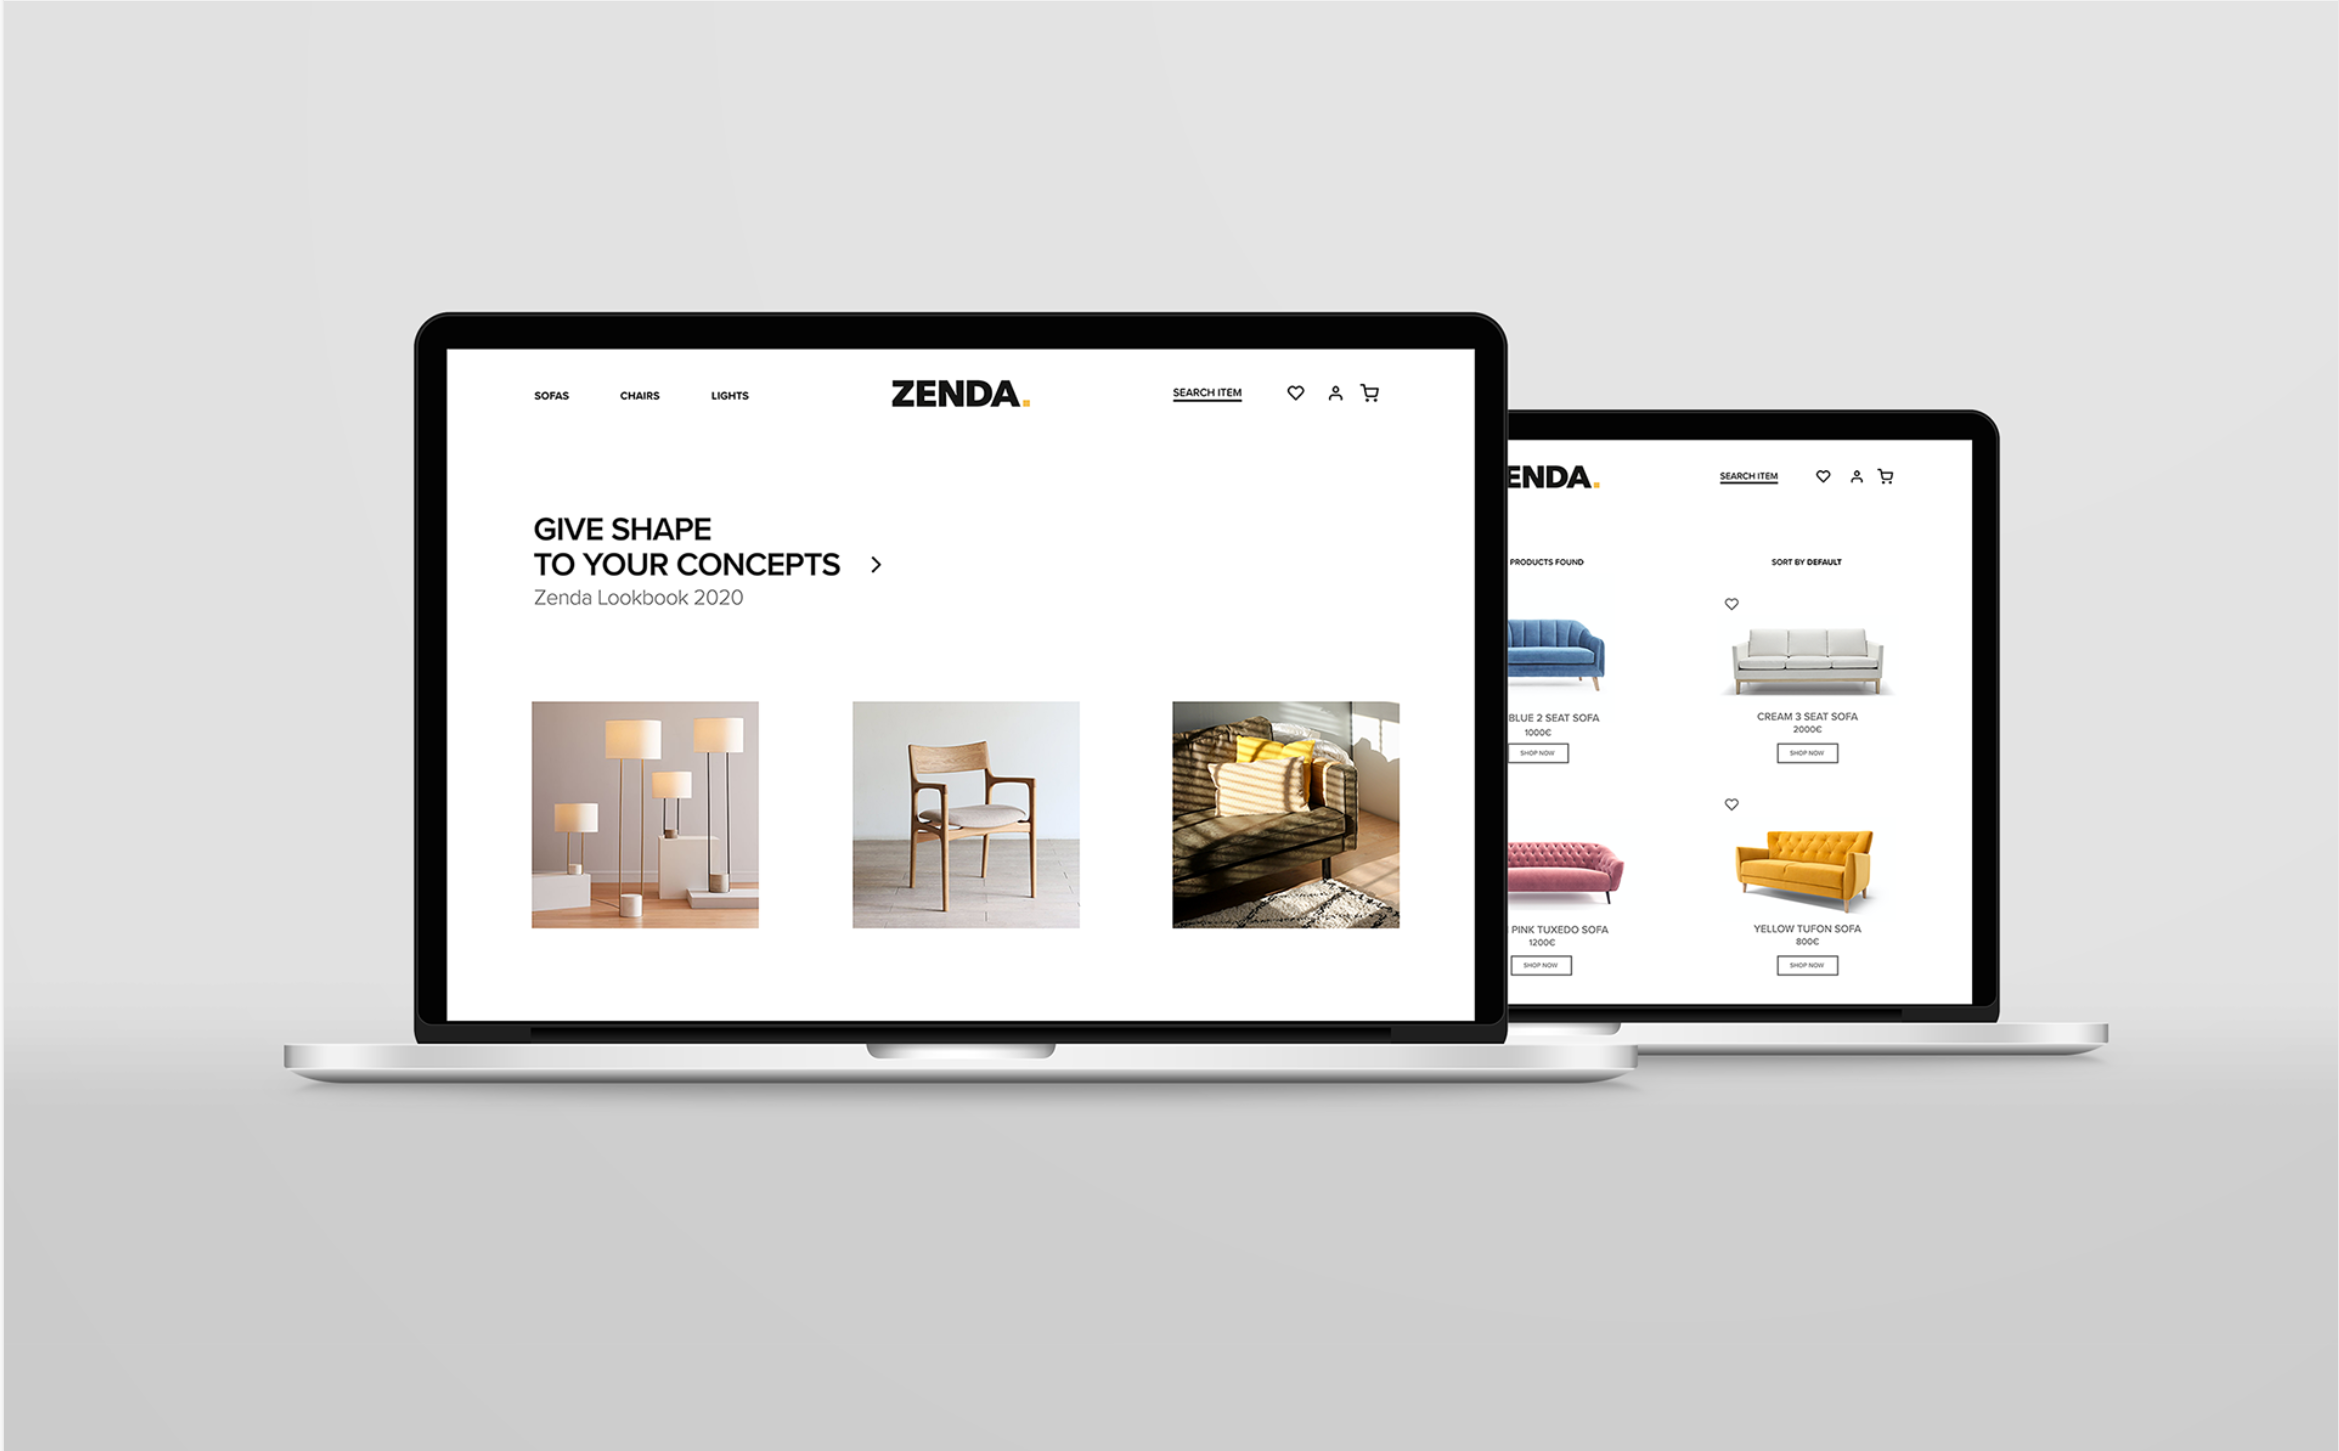 SOFAS CHAIRS LIGHTS ZENDA. SEARCH ITEM
GIVE SHAPE
TO YOUR CONCEPTS >
Zenda Lookbook 2020
ENDA. SEARCH ITEM
PRODUCTS FOUND SORT BY DEFAULT
BLUE 2 SEAT SOFA CREAM 3 SEAT SOFA
1000€ 2000€
SHOP NOW SHOP NOW
PINK TUXEDO SOFA YELLOW TUFON SOFA
1200€ 800€
SHOP NOW SHOP NOW